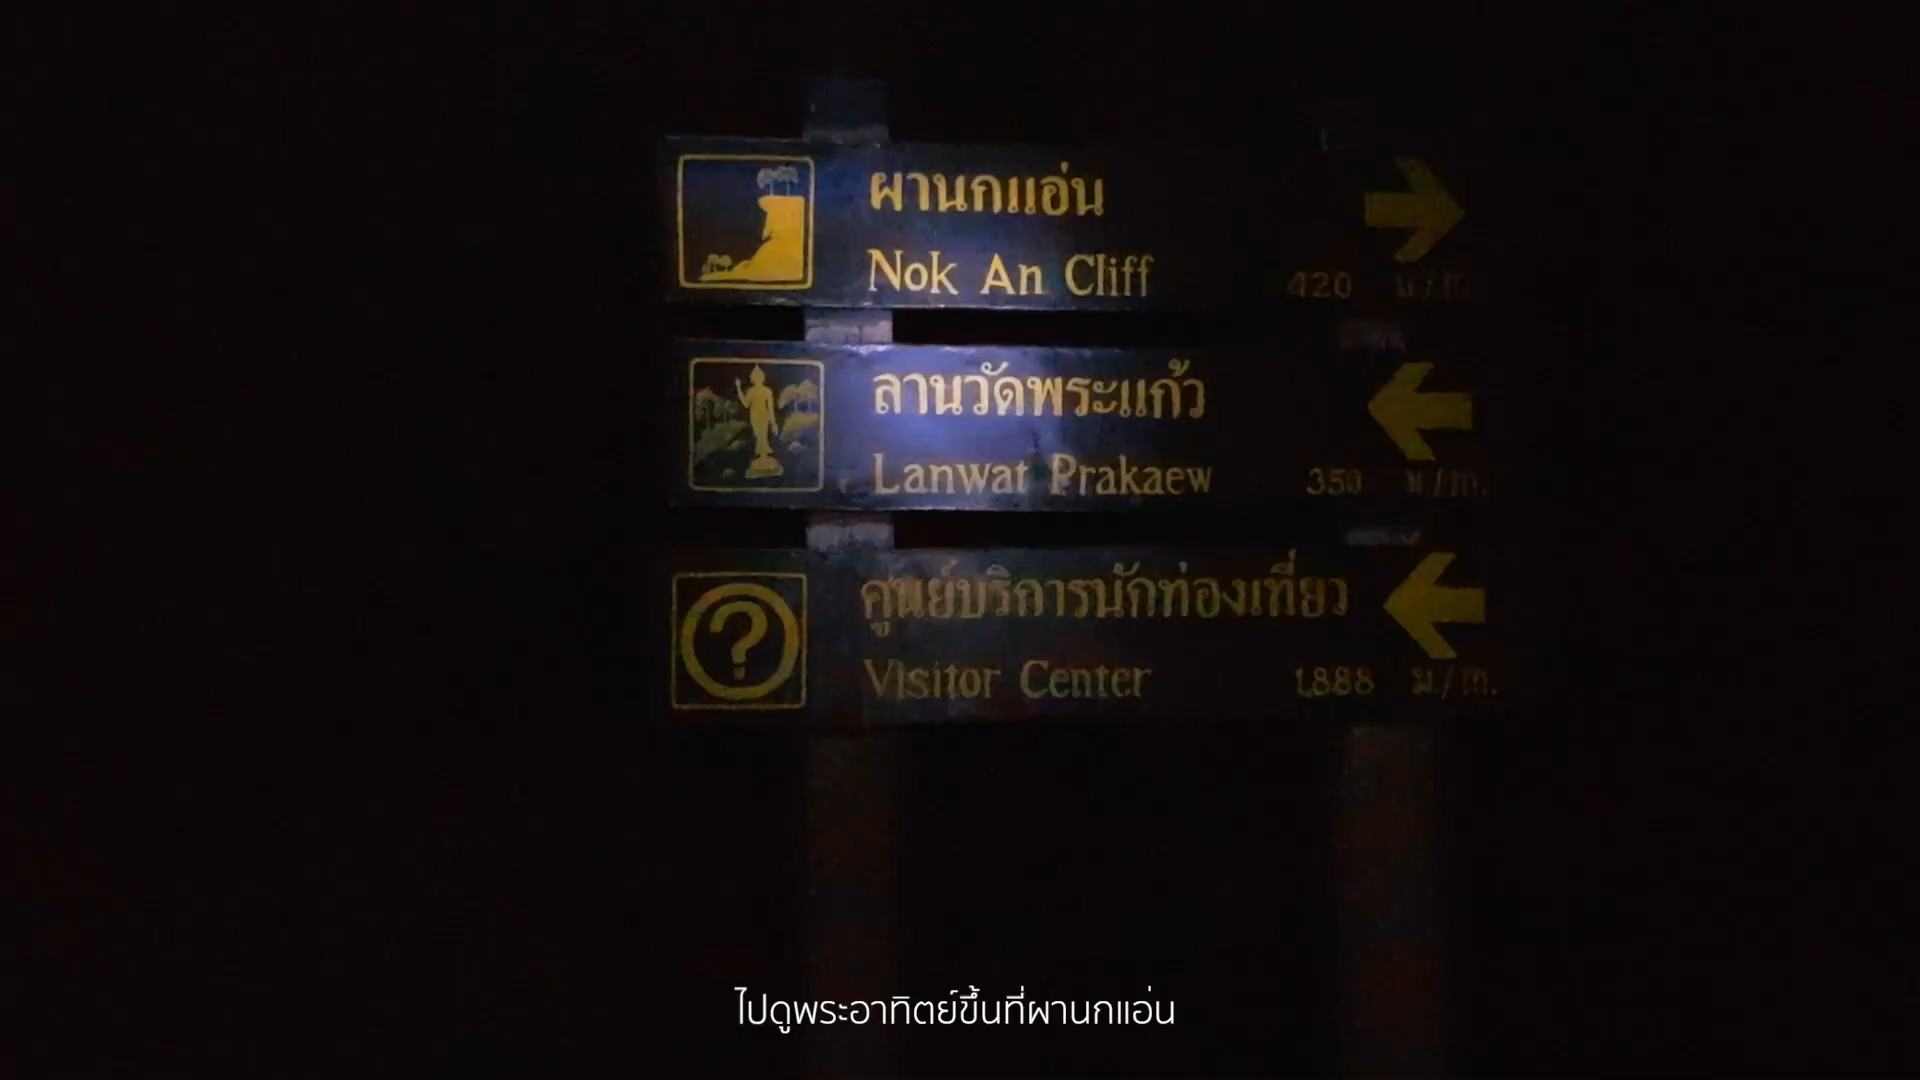 ผานกแอ่น
Nok An Cliff 420 ม/m.
ลานวัดพระแก้ว
Lanwat Prakaew 350 ม./m.
ศูนย์บริการนักท่องเที่ยว
Visitor Center 1,888 ม./m.
ไปดูพระอาทิตย์ขึ้นที่ผานกแอ่น